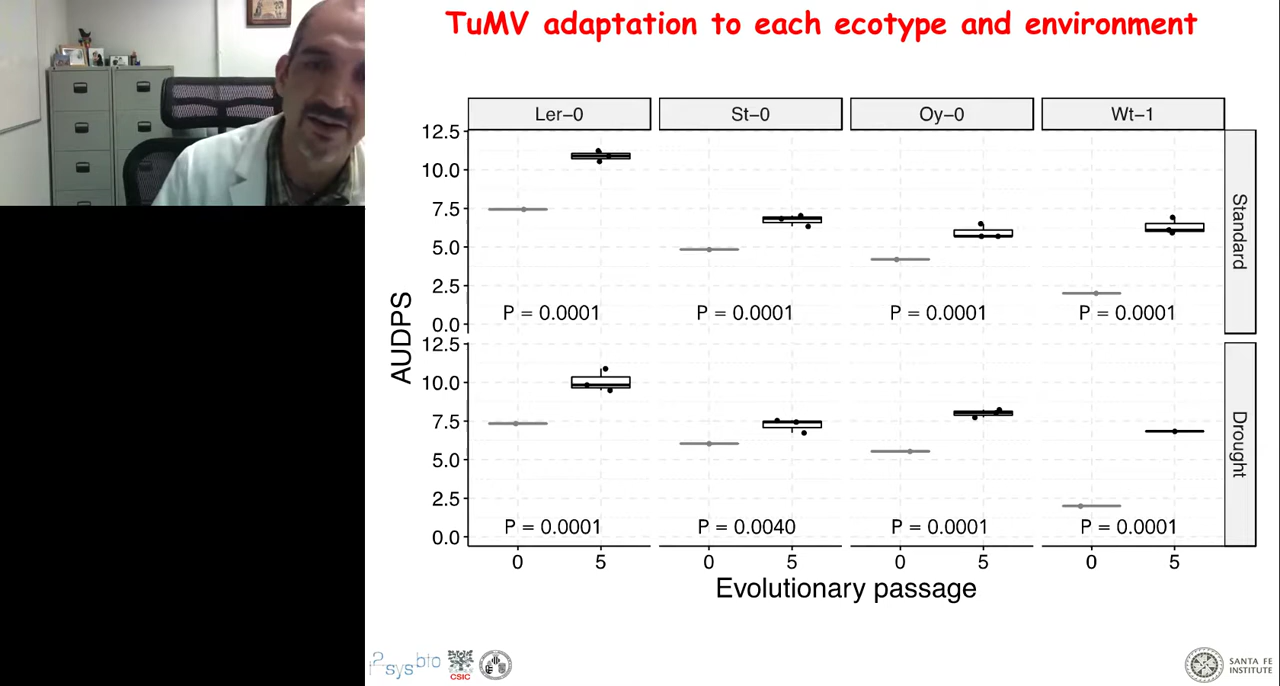 TuMV adaptation to each ecotype and environment
Ler−0 St−0 Oy−0 Wt−1
12.5
10.0
7.5
5.0
2.5
0.0
P = 0.0001 P = 0.0001 P = 0.0001 P = 0.0001
Standard
AUDPS
12.5
10.0
7.5
5.0
2.5
0.0
P = 0.0001 P = 0.0040 P = 0.0001 P = 0.0001
Drought
0 5 0 5 0 5 0 5
Evolutionary passage
i2sysbio
CSIC
SANTA FE
INSTITUTE